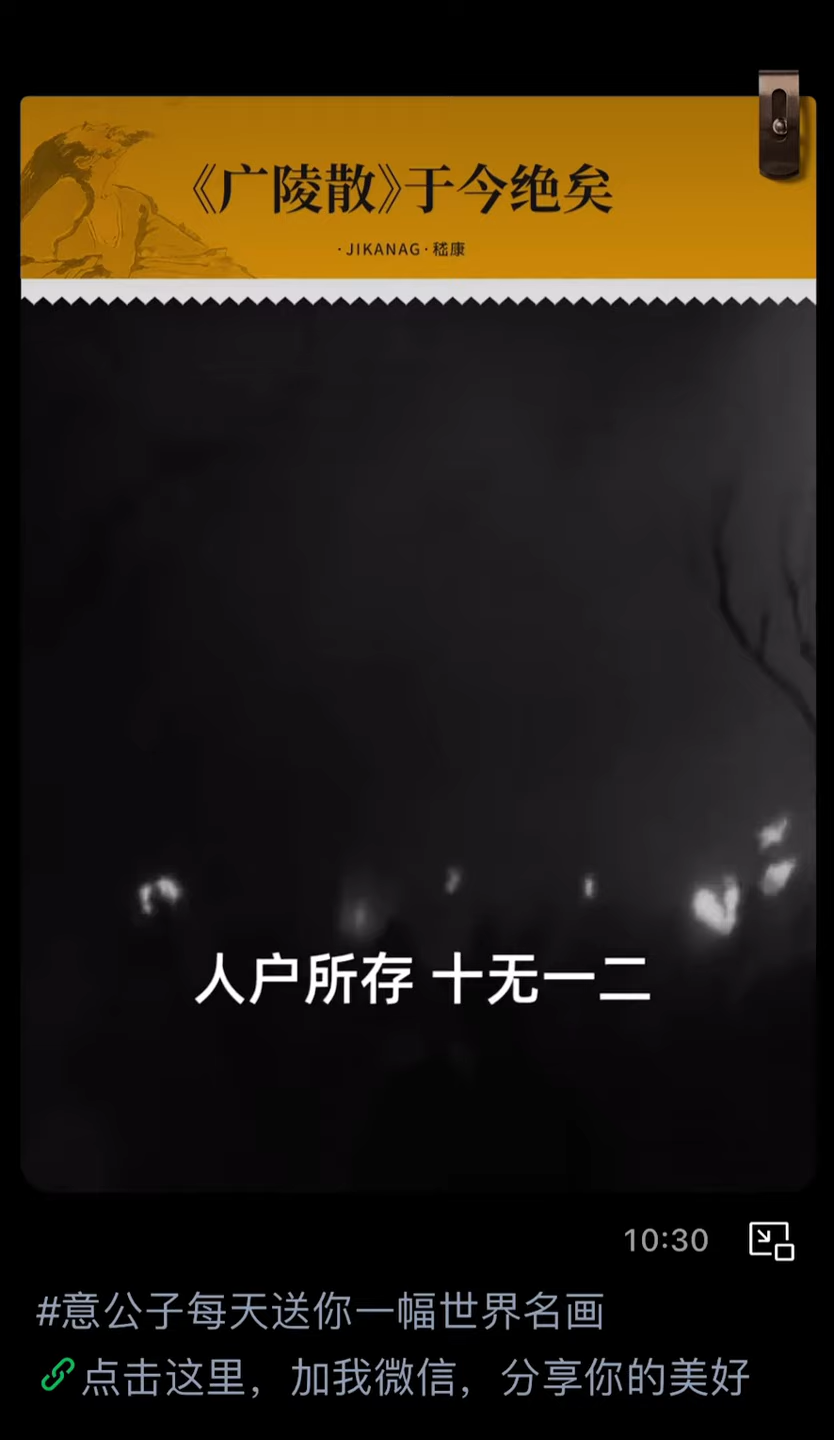 《广陵散》于今绝矣
·JIKANAG·嵇康
人户所存 十无一二
10:30
#意公子每天送你一幅世界名画
点击这里，加我微信，分享你的美好